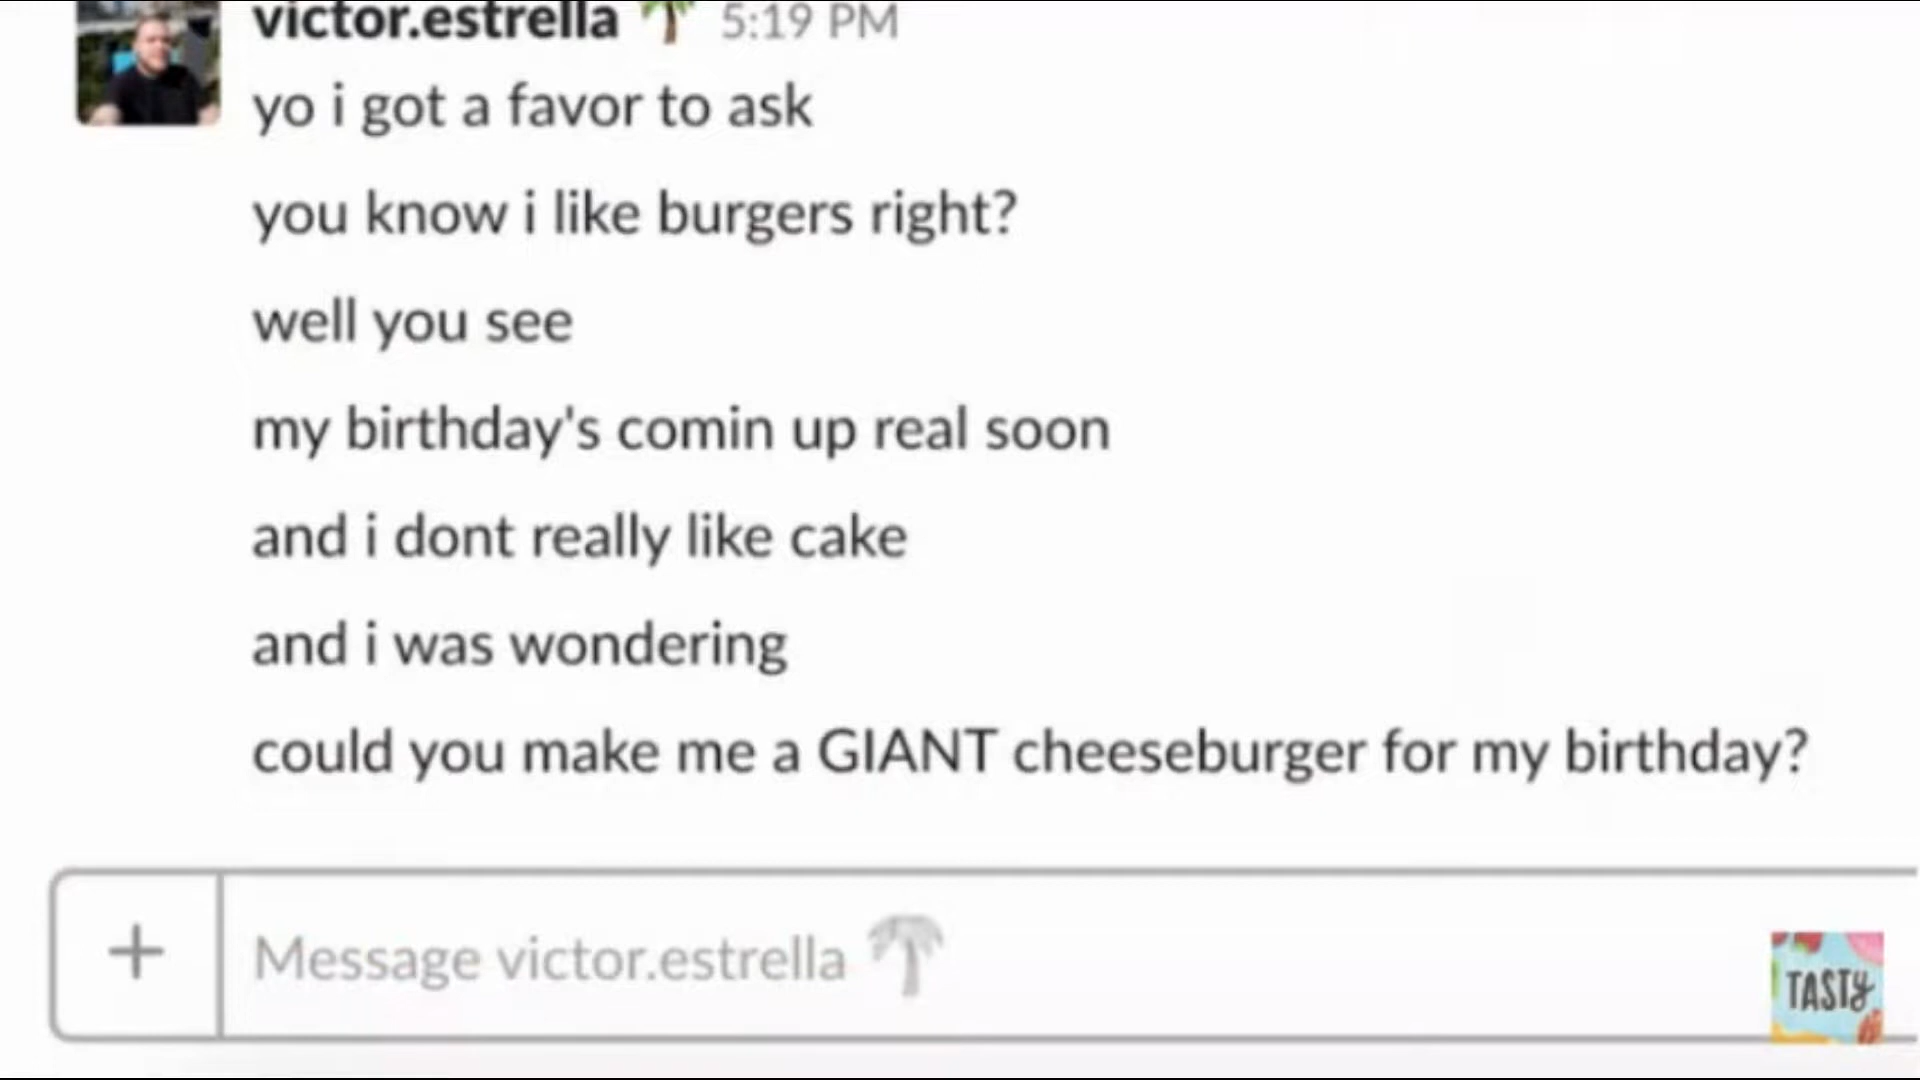 victor.estrella 🌴 5:19 PM
yo i got a favor to ask
you know i like burgers right?
well you see
my birthday's comin up real soon
and i dont really like cake
and i was wondering
could you make me a GIANT cheeseburger for my birthday?
+ Message victor.estrella 🌴
TASTY